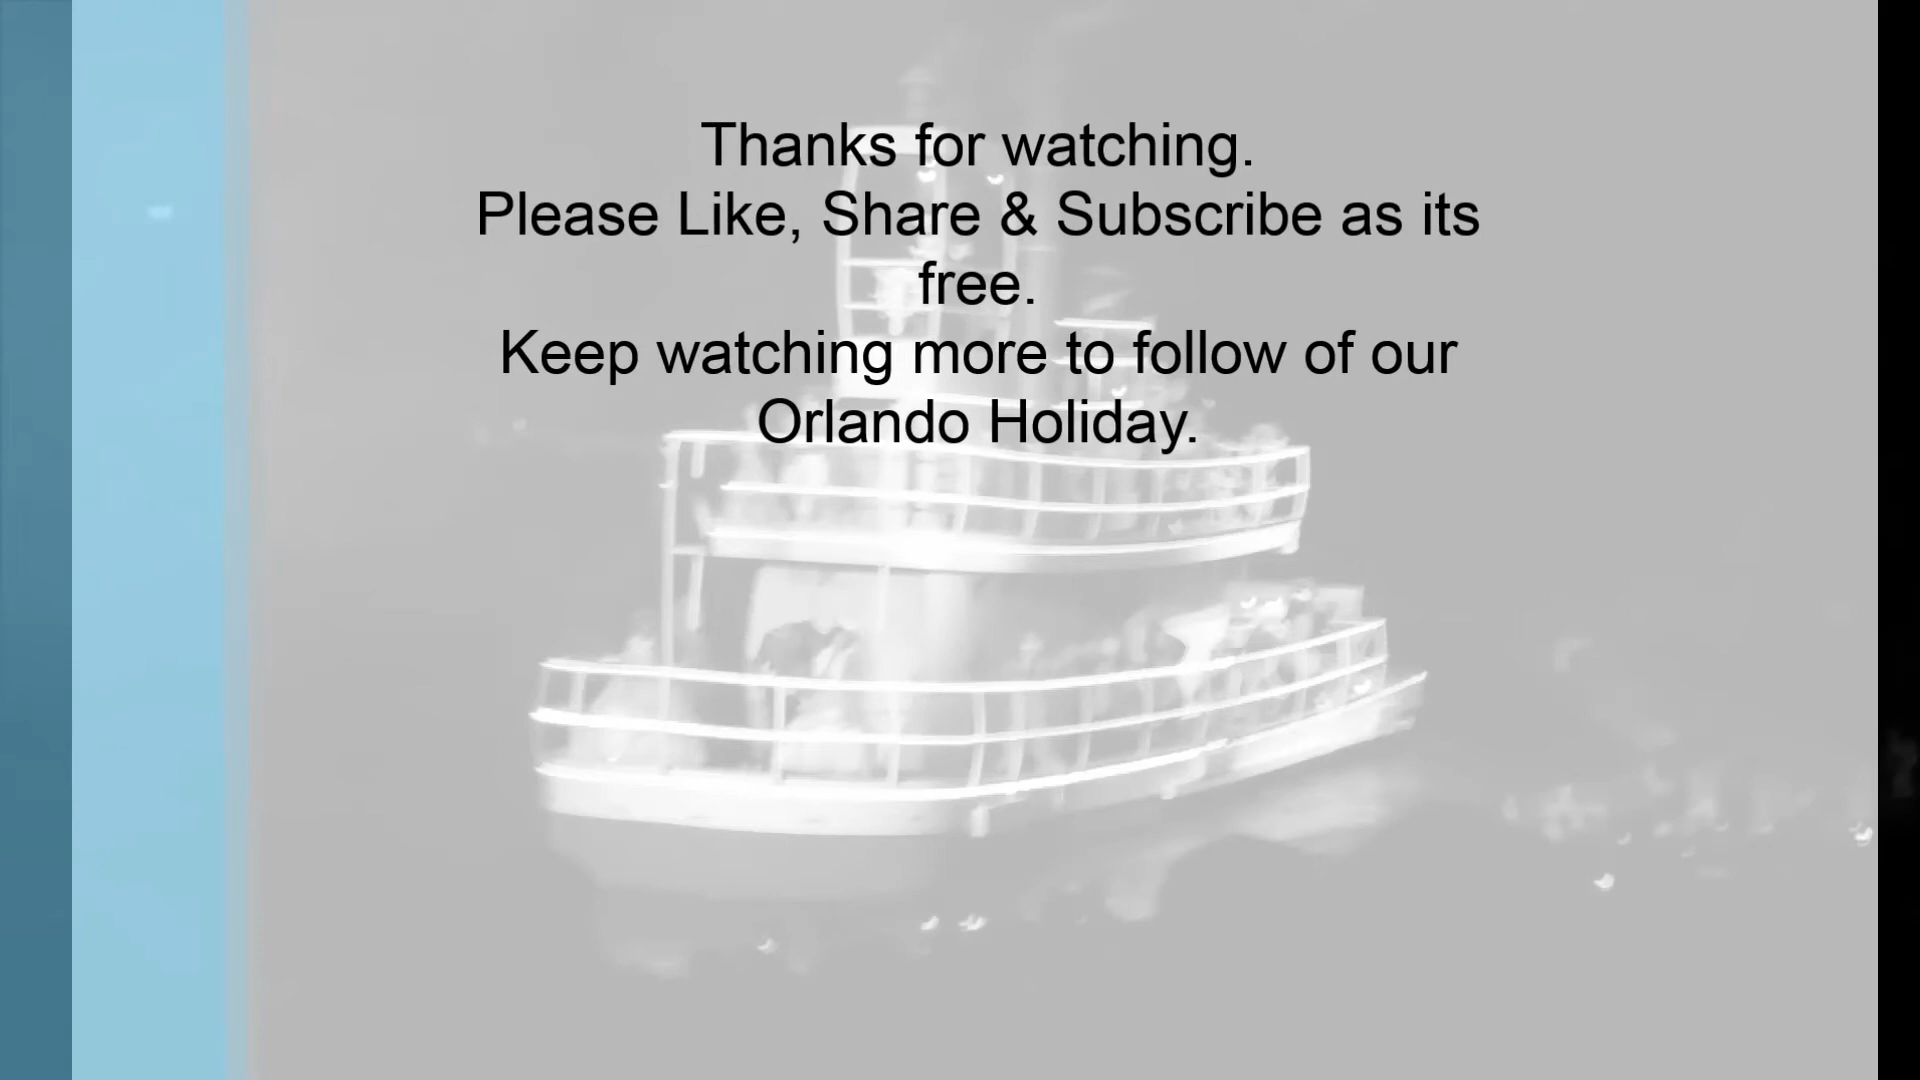 Thanks for watching.
Please Like, Share & Subscribe as its
free.
Keep watching more to follow of our
Orlando Holiday.